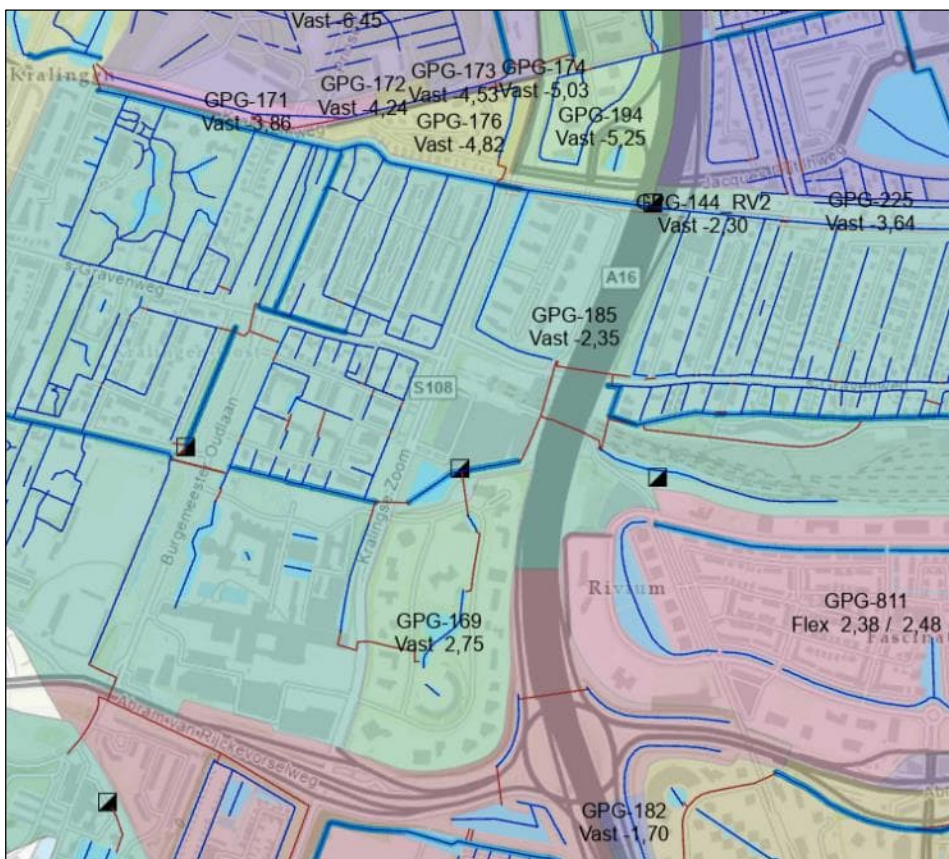 Vast -6,45
Kralingen
GPG-171
Vast -3,86
GPG-172
Vast -4,24
GPG-173
Vast -4,53
GPG-174
Vast -5,03
GPG-176
Vast -4,82
GPG-194
Vast -5,25
GPG-144 RV2
Vast -2,30
GPG-225
Vast -3,64
s-Gravenweg
A16
GPG-185
Vast -2,35
S108
Burgemeester Oudlaan
Kralingse Zoom
Rivium
GPG-169
Vast 2,75
GPG-811
Flex 2,38 / 2,48
Abram van Rijckevorselweg
GPG-182
Vast -1,70